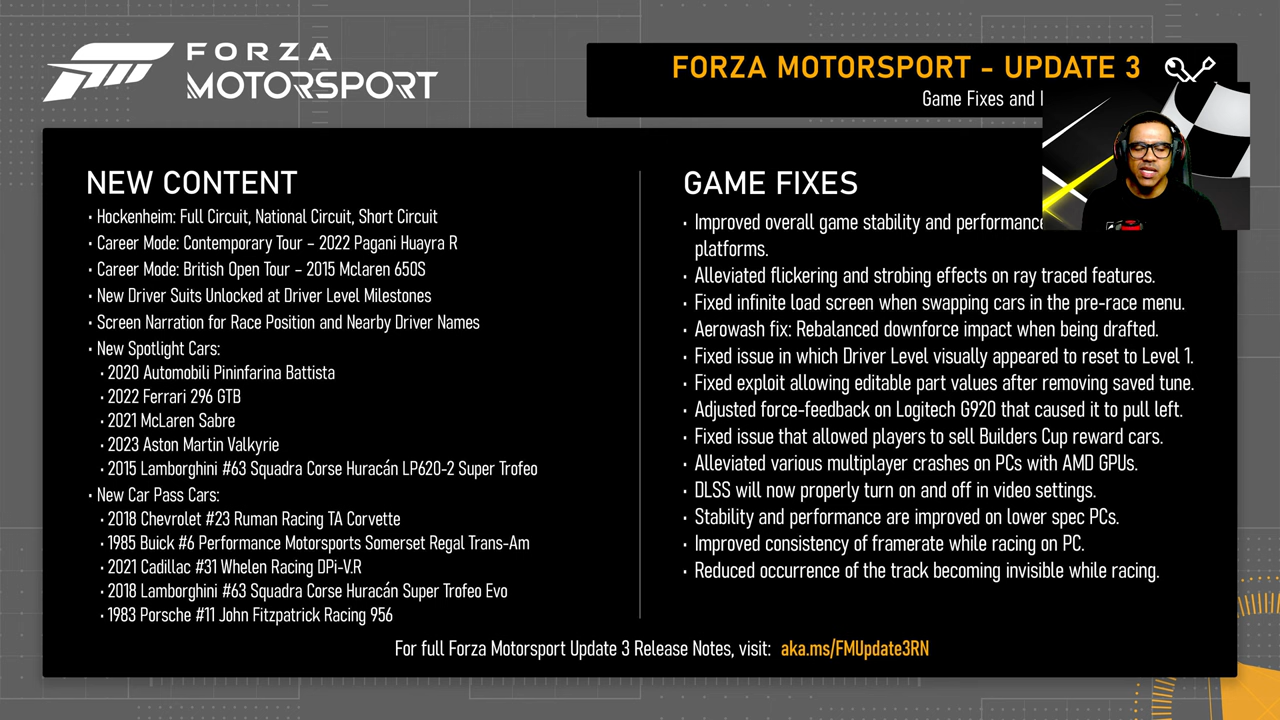 FORZA
MOTORSPORT
FORZA MOTORSPORT - UPDATE 3
Game Fixes and
NEW CONTENT
· Hockenheim: Full Circuit, National Circuit, Short Circuit
· Career Mode: Contemporary Tour – 2022 Pagani Huayra R
· Career Mode: British Open Tour – 2015 Mclaren 650S
· New Driver Suits Unlocked at Driver Level Milestones
· Screen Narration for Race Position and Nearby Driver Names
· New Spotlight Cars:
· 2020 Automobili Pininfarina Battista
· 2022 Ferrari 296 GTB
· 2021 McLaren Sabre
· 2023 Aston Martin Valkyrie
· 2015 Lamborghini #63 Squadra Corse Huracán LP620-2 Super Trofeo
· New Car Pass Cars:
· 2018 Chevrolet #23 Ruman Racing TA Corvette
· 1985 Buick #6 Performance Motorsports Somerset Regal Trans-Am
· 2021 Cadillac #31 Whelen Racing DPi-V.R
· 2018 Lamborghini #63 Squadra Corse Huracán Super Trofeo Evo
· 1983 Porsche #11 John Fitzpatrick Racing 956
GAME FIXES
· Improved overall game stability and performance
platforms.
· Alleviated flickering and strobing effects on ray traced features.
· Fixed infinite load screen when swapping cars in the pre-race menu.
· Aerowash fix: Rebalanced downforce impact when being drafted.
· Fixed issue in which Driver Level visually appeared to reset to Level 1.
· Fixed exploit allowing editable part values after removing saved tune.
· Adjusted force-feedback on Logitech G920 that caused it to pull left.
· Fixed issue that allowed players to sell Builders Cup reward cars.
· Alleviated various multiplayer crashes on PCs with AMD GPUs.
· DLSS will now properly turn on and off in video settings.
· Stability and performance are improved on lower spec PCs.
· Improved consistency of framerate while racing on PC.
· Reduced occurrence of the track becoming invisible while racing.
For full Forza Motorsport Update 3 Release Notes, visit: aka.ms/FMUpdate3RN